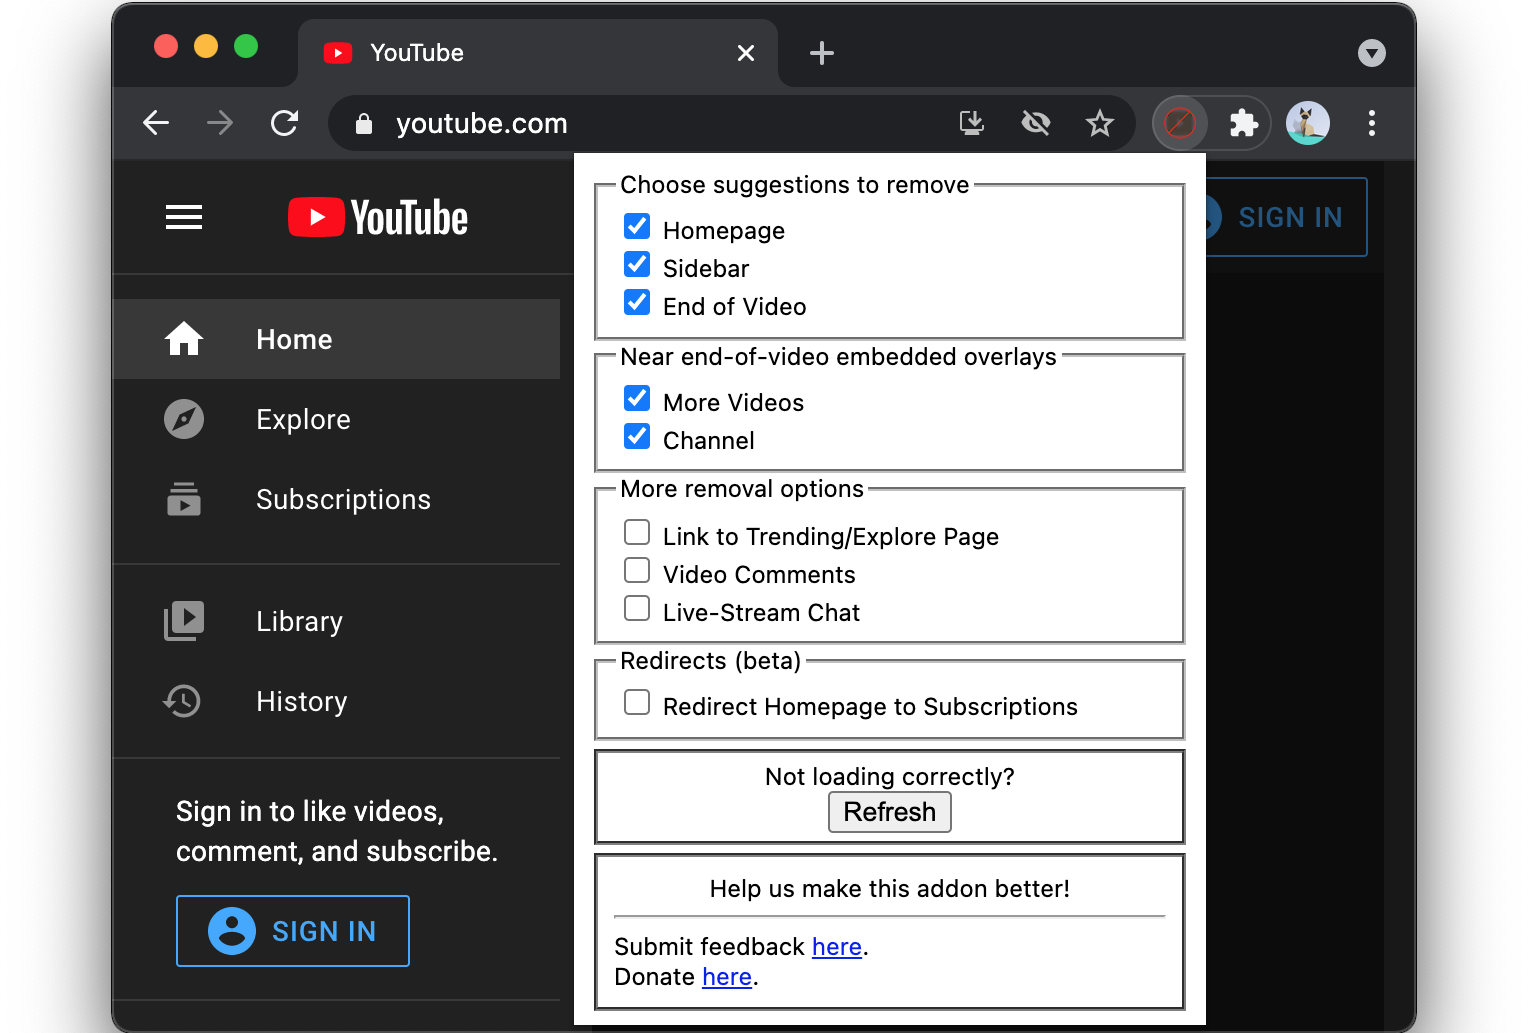 YouTube
youtube.com
YouTube
SIGN IN
Home
Explore
Subscriptions
Library
History
Sign in to like videos,
comment, and subscribe.
SIGN IN
Choose suggestions to remove
Homepage
Sidebar
End of Video
Near end-of-video embedded overlays
More Videos
Channel
More removal options
Link to Trending/Explore Page
Video Comments
Live-Stream Chat
Redirects (beta)
Redirect Homepage to Subscriptions
Not loading correctly?
Refresh
Help us make this addon better!
Submit feedback here.
Donate here.